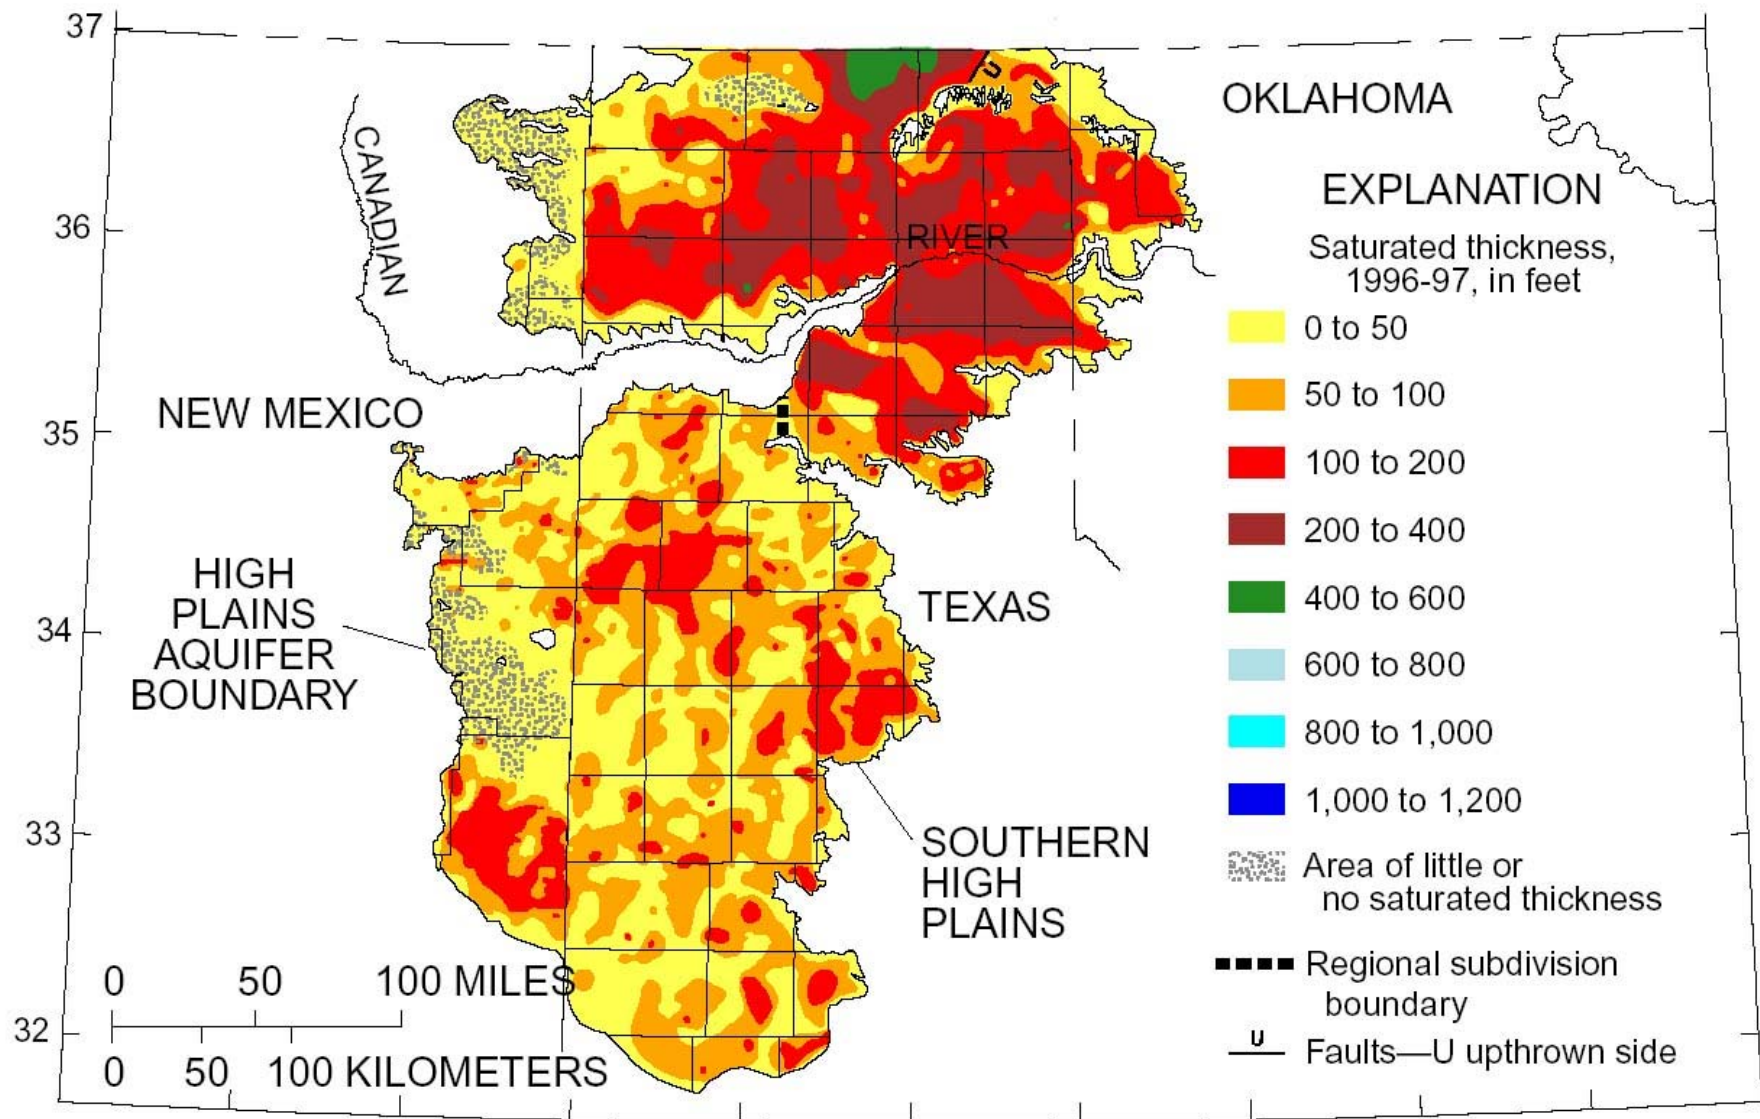 37
OKLAHOMA
CANADIAN
U
EXPLANATION
36
RIVER
Saturated thickness,
1996-97, in feet
0 to 50
50 to 100
NEW MEXICO
35
100 to 200
200 to 400
HIGH
PLAINS
AQUIFER
BOUNDARY
400 to 600
TEXAS
34
600 to 800
800 to 1,000
1,000 to 1,200
33
SOUTHERN
HIGH
PLAINS
Area of little or
no saturated thickness
Regional subdivision
boundary
0 50 100 MILES
32
U
Faults—U upthrown side
0 50 100 KILOMETERS